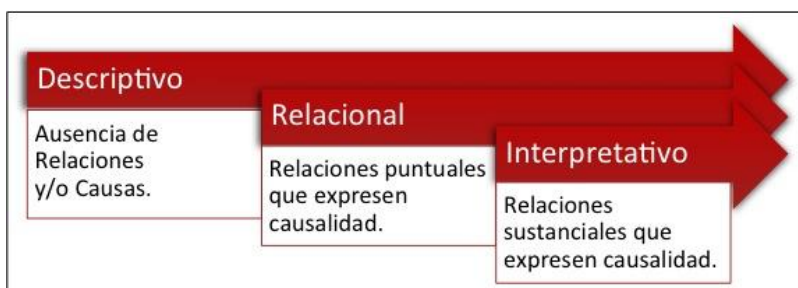 Descriptivo
Ausencia de
Relaciones
y/o Causas.
Relacional
Relaciones puntuales
que expresen
causalidad.
Interpretativo
Relaciones
sustanciales que
expresen causalidad.